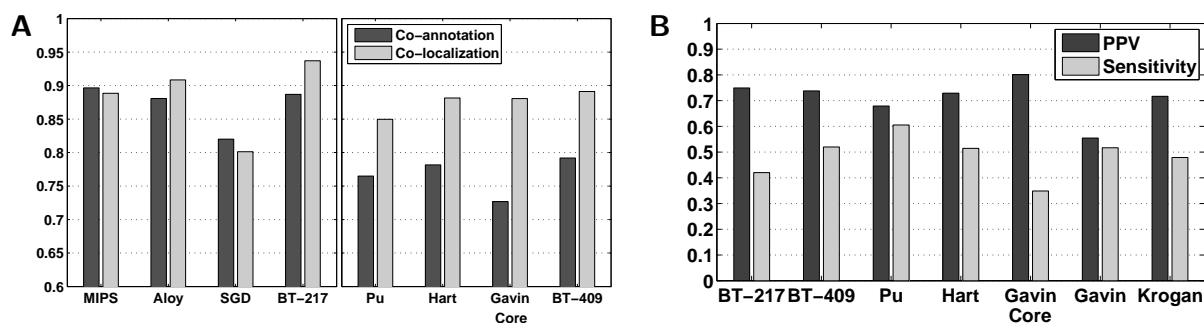 A
1
0.95
0.9
0.85
0.8
0.75
0.7
0.65
0.6
MIPS Aloy SGD BT−217
Co−annotation
Co−localization
Pu Hart Gavin BT−409
Core
B
1
0.9
0.8
0.7
0.6
0.5
0.4
0.3
0.2
0.1
0
PPV
Sensitivity
BT−217 BT−409 Pu Hart Gavin Gavin Krogan
Core